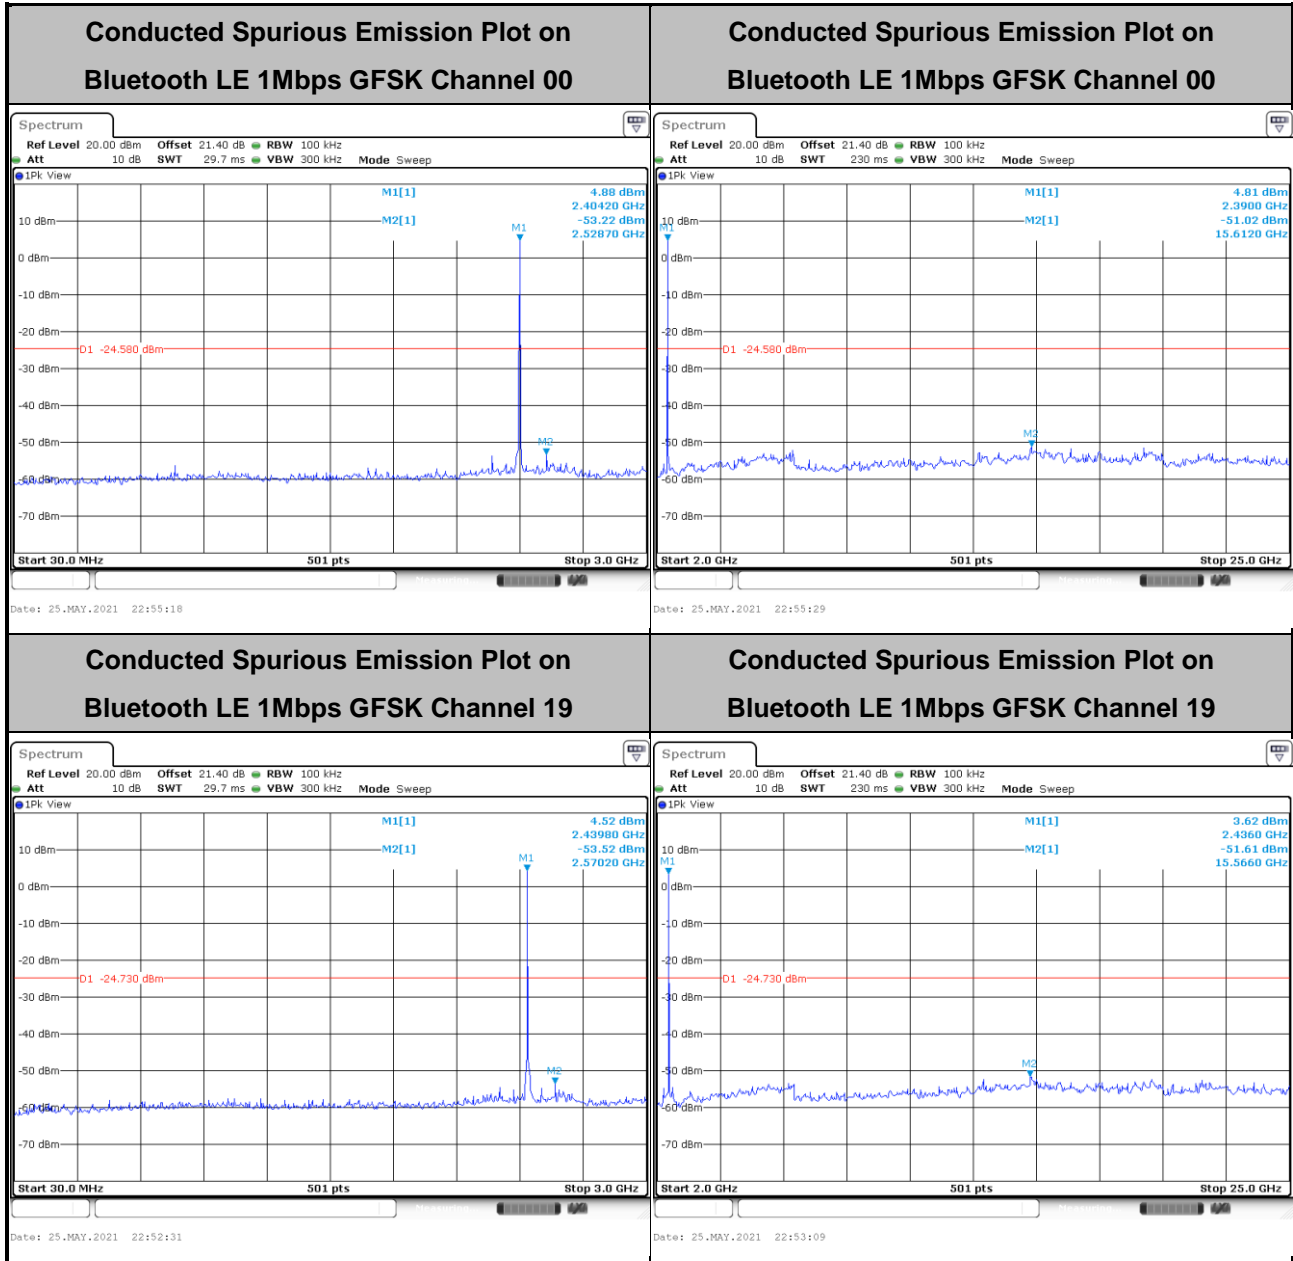 Conducted Spurious Emission Plot on
Bluetooth LE 1Mbps GFSK Channel 00
Spectrum
Ref Level 20.00 dBm Offset 21.40 dB RBW 100 kHz
Att 10 dB SWT 29.7 ms VBW 300 kHz Mode Sweep
1Pk View
M1[1] 4.88 dBm
2.40420 GHz
M2[1] -53.22 dBm
2.52870 GHz
10 dBm
M1
0 dBm
-10 dBm
-20 dBm
D1 -24.580 dBm
-30 dBm
-40 dBm
-50 dBm
M2
-60 dBm
-70 dBm
Start 30.0 MHz 501 pts Stop 3.0 GHz
Measuring
Date: 25.MAY.2021 22:55:18
Conducted Spurious Emission Plot on
Bluetooth LE 1Mbps GFSK Channel 00
Spectrum
Ref Level 20.00 dBm Offset 21.40 dB RBW 100 kHz
Att 10 dB SWT 230 ms VBW 300 kHz Mode Sweep
1Pk View
M1[1] 4.81 dBm
2.3900 GHz
M2[1] -51.02 dBm
15.6120 GHz
10 dBm
M1
0 dBm
-10 dBm
-20 dBm
D1 -24.580 dBm
-30 dBm
-40 dBm
M2
-50 dBm
-60 dBm
-70 dBm
Start 2.0 GHz 501 pts Stop 25.0 GHz
Measuring
Date: 25.MAY.2021 22:55:29
Conducted Spurious Emission Plot on
Bluetooth LE 1Mbps GFSK Channel 19
Spectrum
Ref Level 20.00 dBm Offset 21.40 dB RBW 100 kHz
Att 10 dB SWT 29.7 ms VBW 300 kHz Mode Sweep
1Pk View
M1[1] 4.52 dBm
2.43980 GHz
M2[1] -53.52 dBm
2.57020 GHz
10 dBm
M1
0 dBm
-10 dBm
-20 dBm
D1 -24.730 dBm
-30 dBm
-40 dBm
-50 dBm
M2
-60 dBm
-70 dBm
Start 30.0 MHz 501 pts Stop 3.0 GHz
Measuring
Date: 25.MAY.2021 22:52:31
Conducted Spurious Emission Plot on
Bluetooth LE 1Mbps GFSK Channel 19
Spectrum
Ref Level 20.00 dBm Offset 21.40 dB RBW 100 kHz
Att 10 dB SWT 230 ms VBW 300 kHz Mode Sweep
1Pk View
M1[1] 3.62 dBm
2.4360 GHz
M2[1] -51.61 dBm
15.5660 GHz
10 dBm
M1
0 dBm
-10 dBm
-20 dBm
D1 -24.730 dBm
-30 dBm
-40 dBm
M2
-50 dBm
-60 dBm
-70 dBm
Start 2.0 GHz 501 pts Stop 25.0 GHz
Measuring
Date: 25.MAY.2021 22:53:09